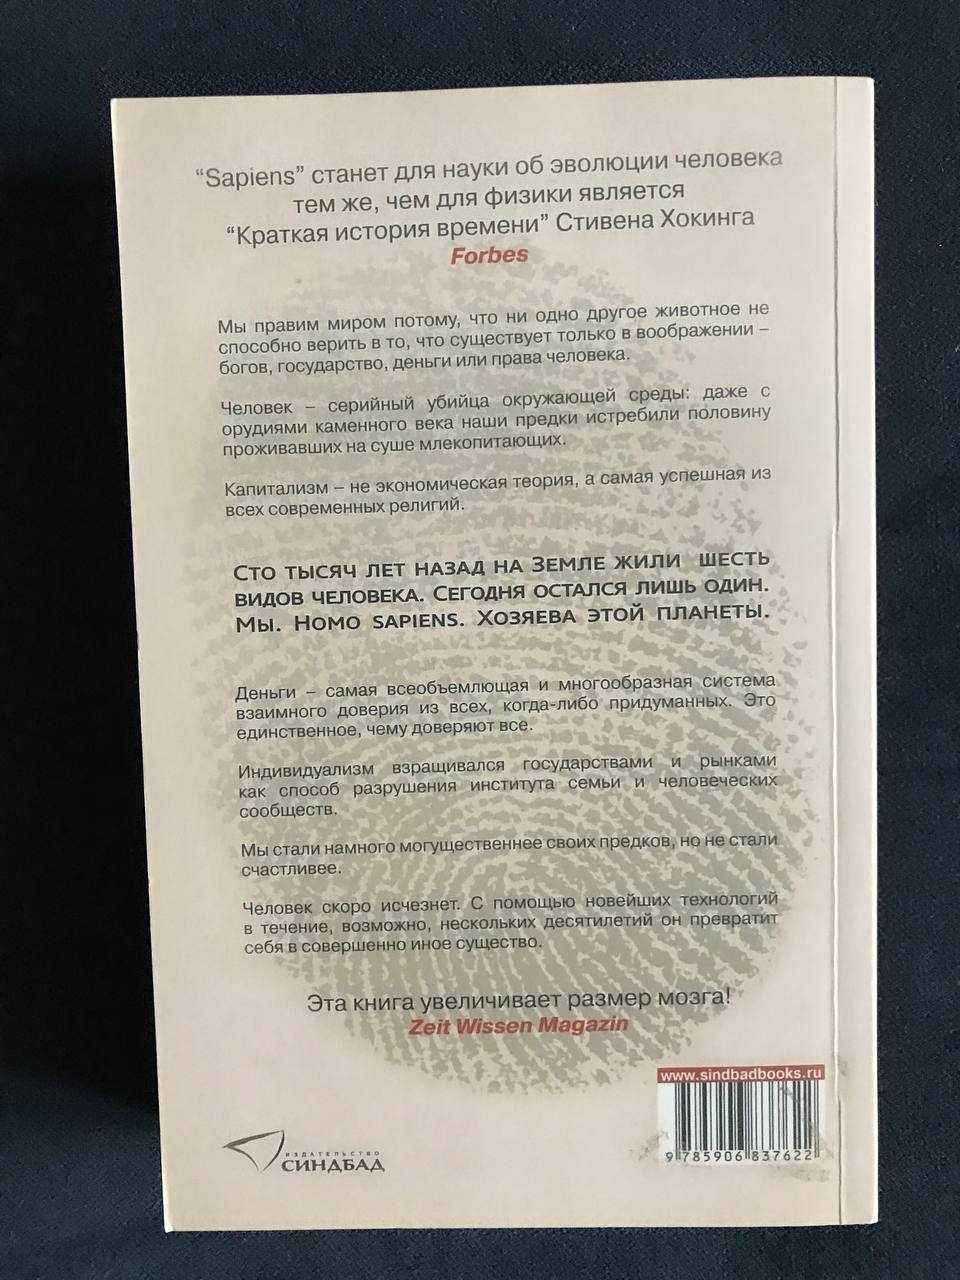 “Sapiens” станет для науки об эволюции человека
тем же, чем для физики является
“Краткая история времени” Стивена Хокинга
Forbes
Мы правим миром потому, что ни одно другое животное не
способно верить в то, что существует только в воображении –
богов, государство, деньги или права человека.
Человек – серийный убийца окружающей среды: даже с
орудиями каменного века наши предки истребили половину
проживавших на суше млекопитающих.
Капитализм – не экономическая теория, а самая успешная из
всех современных религий.
Сто тысяч лет назад на Земле жили шесть
видов человека. Сегодня остался лишь один.
Мы. Homo sapiens. Хозяева этой планеты.
Деньги – самая всеобъемлющая и многообразная система
взаимного доверия из всех, когда-либо придуманных. Это
единственное, чему доверяют все.
Индивидуализм взращивался государствами и рынками
как способ разрушения института семьи и человеческих
сообществ.
Мы стали намного могущественнее своих предков, но не стали
счастливее.
Человек скоро исчезнет. С помощью новейших технологий
в течение, возможно, нескольких десятилетий он превратит
себя в совершенно иное существо.
Эта книга увеличивает размер мозга!
Zeit Wissen Magazin
www.sindbadbooks.ru
9 785906 837622
ИЗДАТЕЛЬСТВО
СИНДБАД